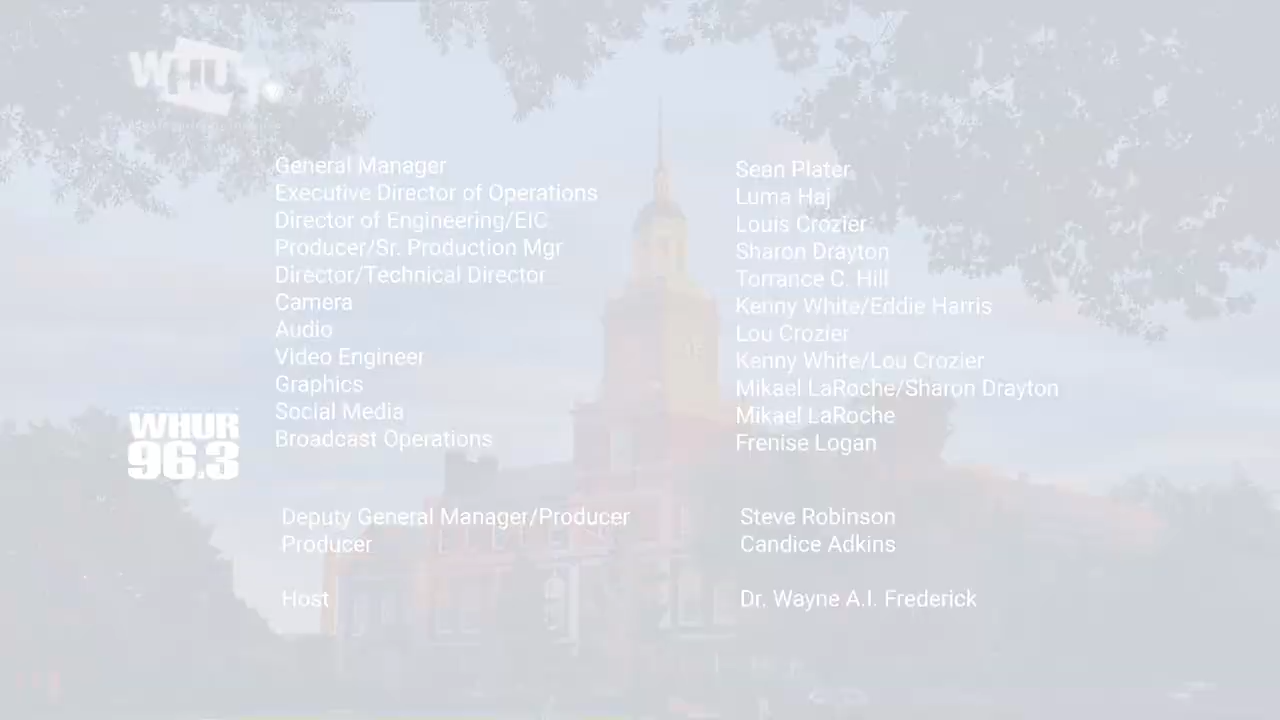 WHUT
General Manager Sean Plater
Executive Director of Operations Luma Haj
Director of Engineering/EIC Louis Crozier
Producer/Sr. Production Mgr Sharon Drayton
Director/Technical Director Torrance C. Hill
Camera Kenny White/Eddie Harris
Audio Lou Crozier
Video Engineer Kenny White/Lou Crozier
Graphics Mikael LaRoche/Sharon Drayton
Social Media Mikael LaRoche
Broadcast Operations Frenise Logan
WHUR
96.3
Deputy General Manager/Producer Steve Robinson
Producer Candice Adkins
Host Dr. Wayne A.I. Frederick